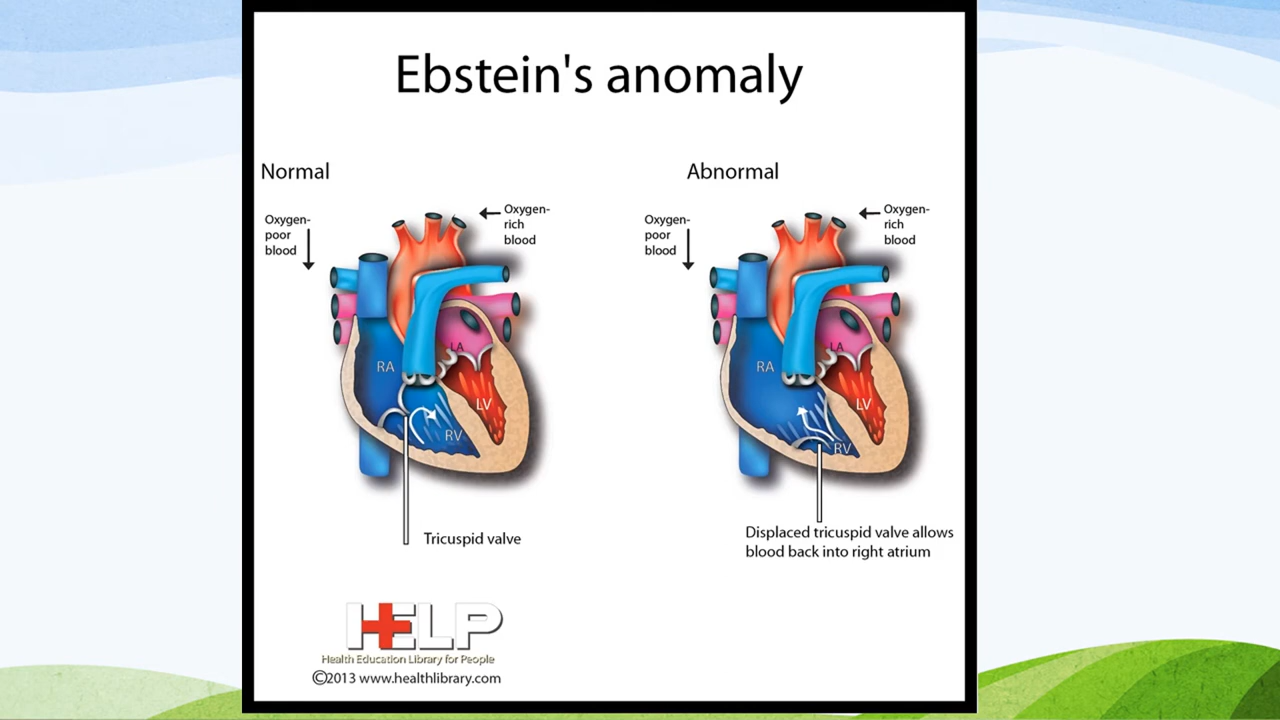 Ebstein's anomaly
Normal
Oxygen-
poor
blood
Oxygen-
rich
blood
RA
LA
LV
RV
Tricuspid valve
Abnormal
Oxygen-
poor
blood
Oxygen-
rich
blood
RA
LA
LV
RV
Displaced tricuspid valve allows
blood back into right atrium
HELP
Health Education Library for People
©2013 www.healthlibrary.com